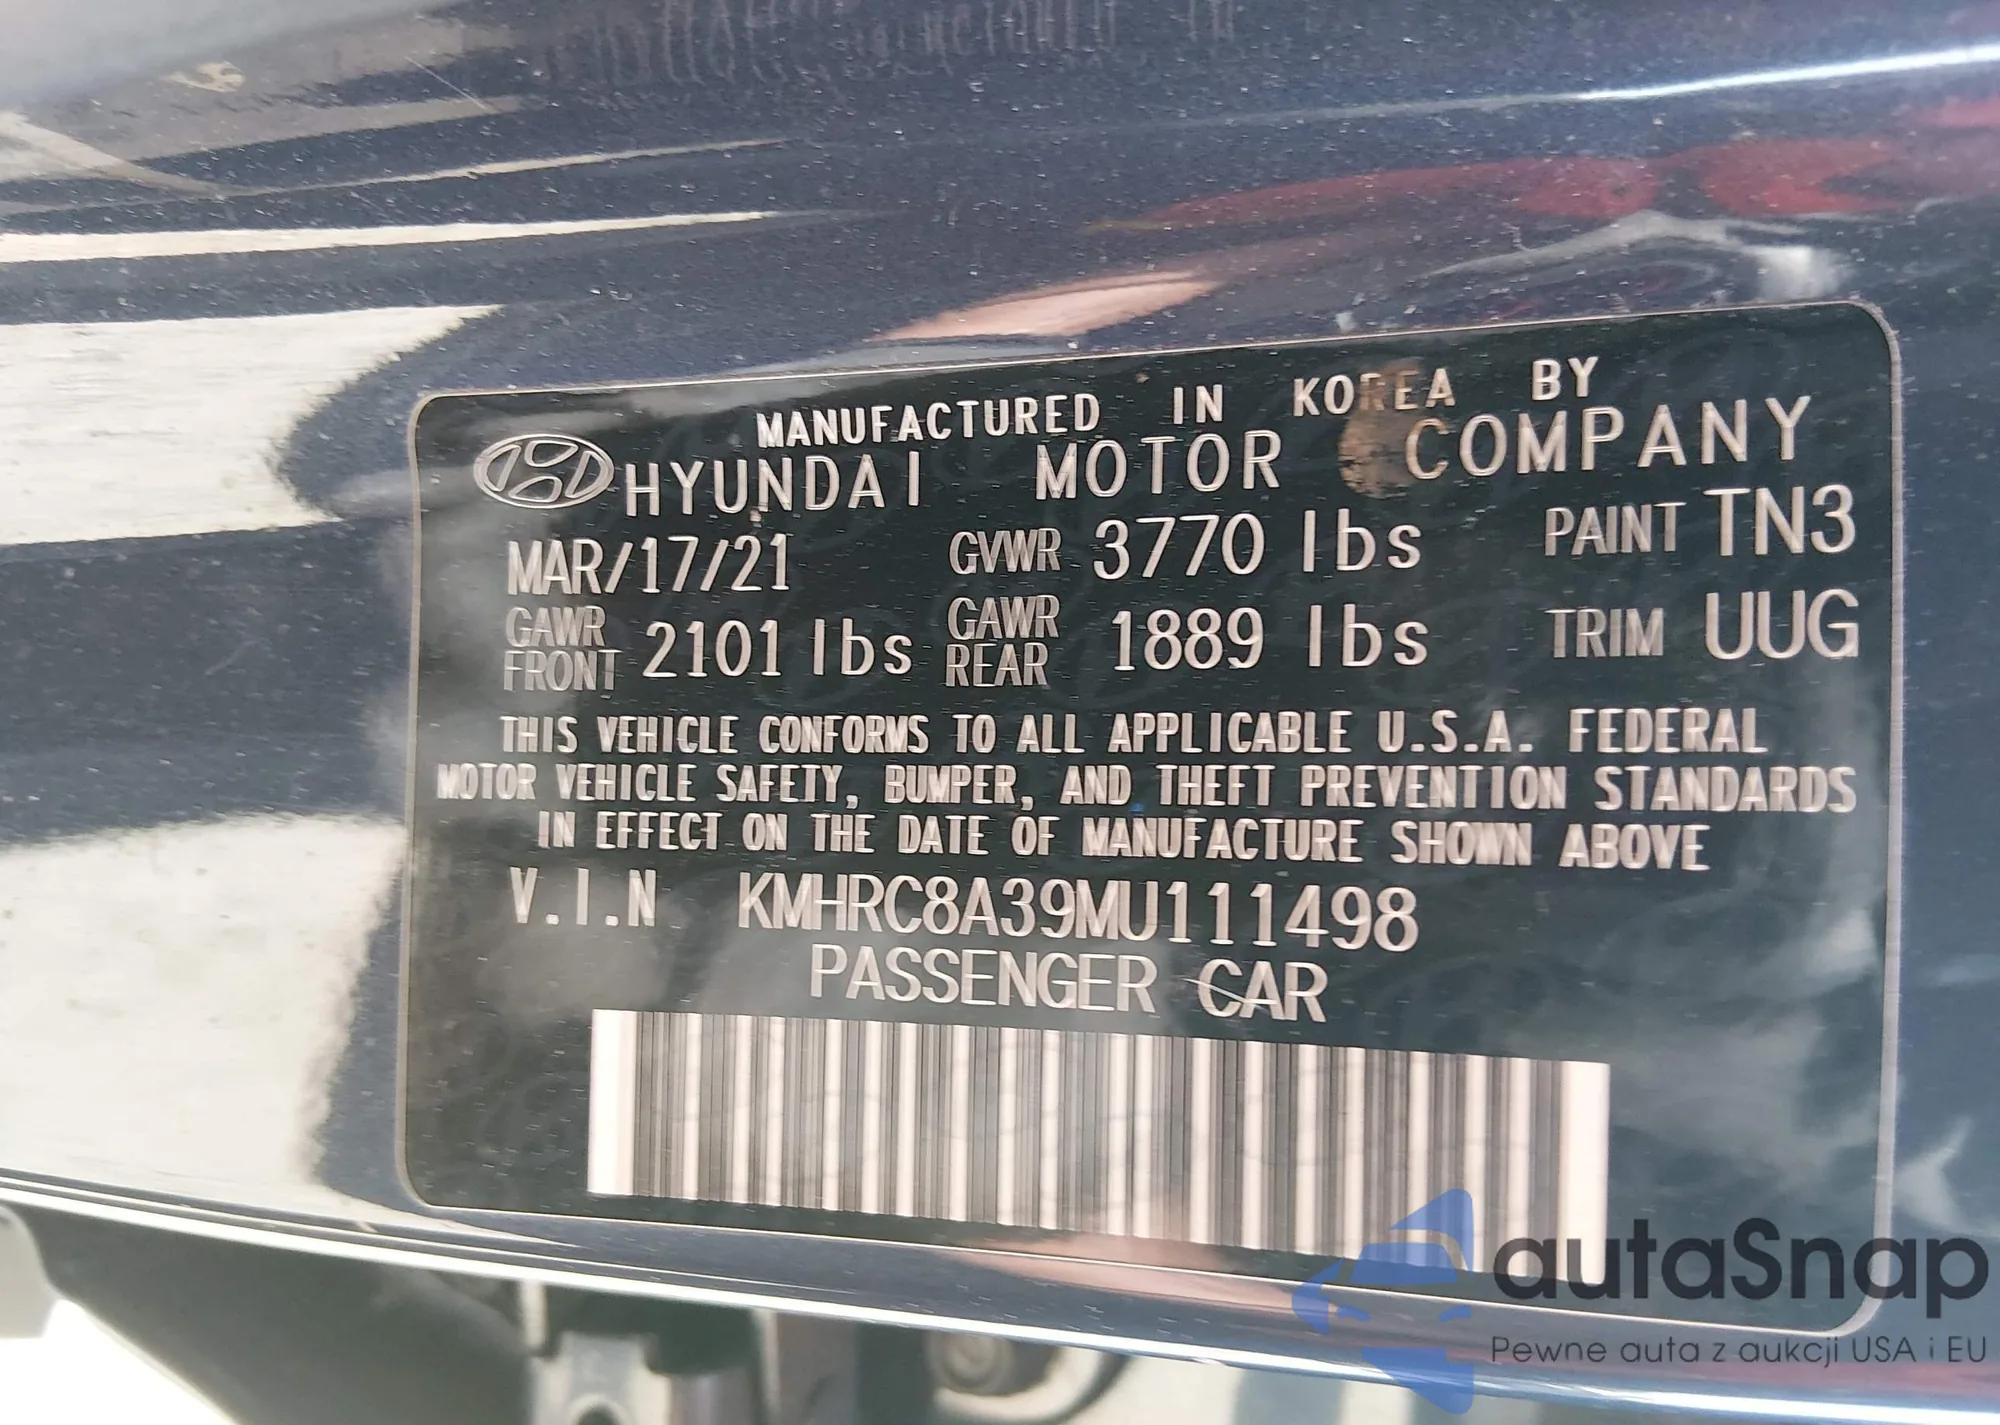 MANUFACTURED IN KOREA BY
HYUNDAI MOTOR COMPANY
MAR/17/21 GVWR 3770 lbs PAINT TN3
GAWR FRONT 2101 lbs GAWR REAR 1889 lbs TRIM UUG
THIS VEHICLE CONFORMS TO ALL APPLICABLE U.S.A. FEDERAL
MOTOR VEHICLE SAFETY, BUMPER, AND THEFT PREVENTION STANDARDS
IN EFFECT ON THE DATE OF MANUFACTURE SHOWN ABOVE
V.I.N KMHRC8A39MU111498
PASSENGER CAR
autaSnap
Pewne auta z aukcji USA i EU